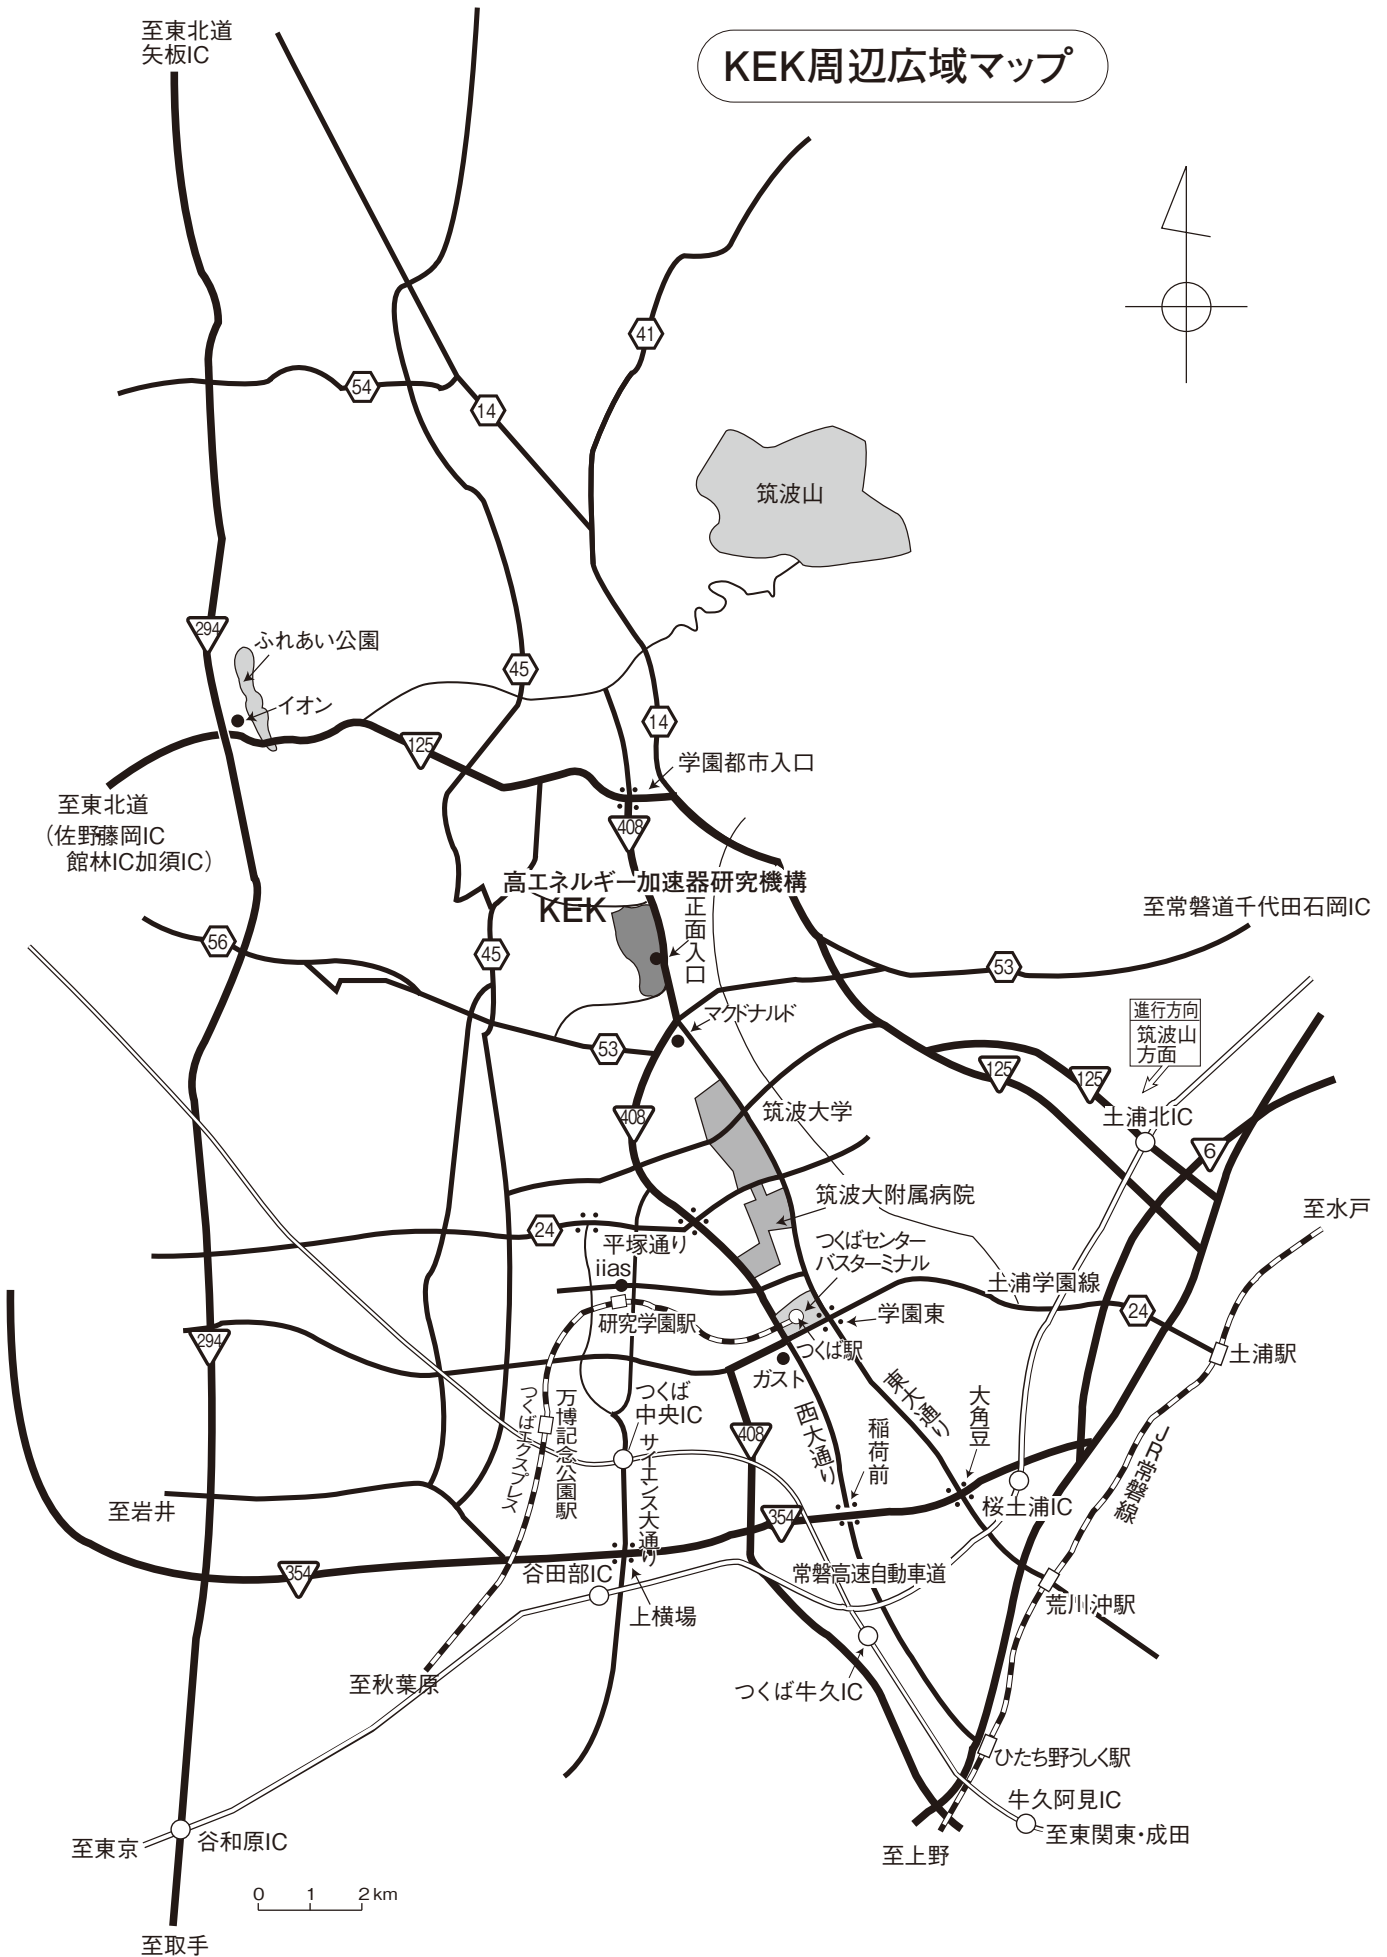 至東北道
矢板IC
KEK周辺広域マップ
41
54
14
筑波山
294
ふれあい公園
45
イオン
14
125
学園都市入口
至東北道
（佐野藤岡IC
館林IC加須IC）
408
高エネルギー加速器研究機構
KEK
正面入口
至常磐道千代田石岡IC
56
45
53
マクドナルド
進行方向
筑波山
方面
53
125
125
408
筑波大学
土浦北IC
6
筑波大附属病院
至水戸
24
平塚通り
つくばセンター
バスターミナル
iias
土浦学園線
24
研究学園駅
学園東
294
つくば駅
土浦駅
ガスト
つくばエクスプレス
万博記念公園駅
つくば
中央IC
東大通り
大角豆
西大通り
稲荷前
408
サイエンス大通り
JR常磐線
至岩井
桜土浦IC
354
354
谷田部IC
常磐高速自動車道
上横場
荒川沖駅
至秋葉原
つくば牛久IC
ひたち野うしく駅
牛久阿見IC
至東関東・成田
至東京
谷和原IC
至上野
0 1 2km
至取手